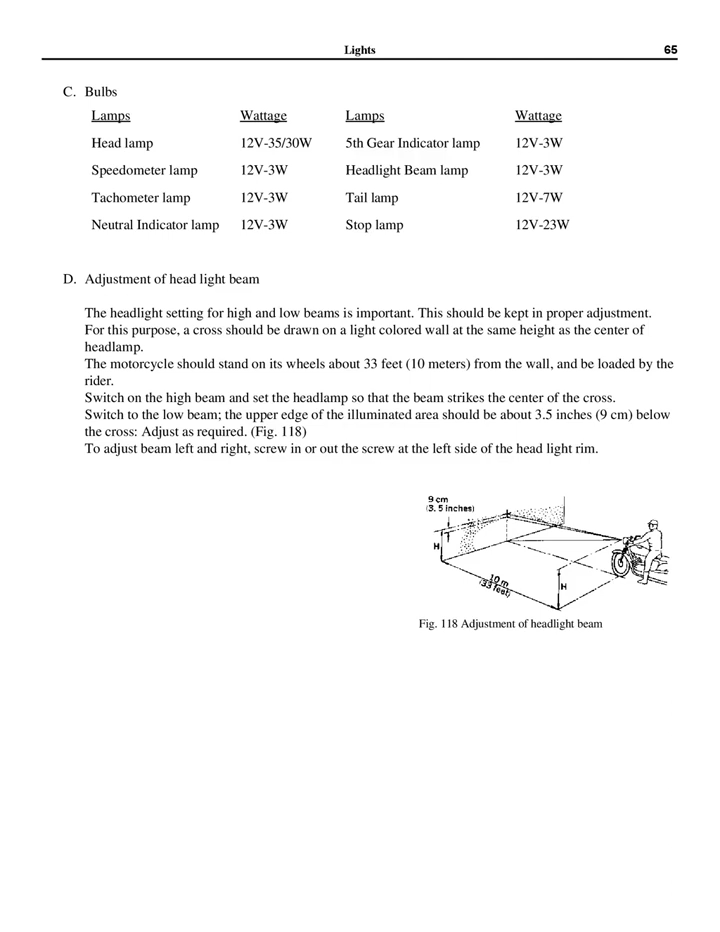 Lights 65
C. Bulbs
Lamps Wattage Lamps Wattage
Head lamp 12V-35/30W 5th Gear Indicator lamp 12V-3W
Speedometer lamp 12V-3W Headlight Beam lamp 12V-3W
Tachometer lamp 12V-3W Tail lamp 12V-7W
Neutral Indicator lamp 12V-3W Stop lamp 12V-23W
D. Adjustment of head light beam
The headlight setting for high and low beams is important. This should be kept in proper adjustment.
For this purpose, a cross should be drawn on a light colored wall at the same height as the center of
headlamp.
The motorcycle should stand on its wheels about 33 feet (10 meters) from the wall, and be loaded by the
rider.
Switch on the high beam and set the headlamp so that the beam strikes the center of the cross.
Switch to the low beam; the upper edge of the illuminated area should be about 3.5 inches (9 cm) below
the cross: Adjust as required. (Fig. 118)
To adjust beam left and right, screw in or out the screw at the left side of the head light rim.
9 cm
(3.5 inches)
H
10 m
(33 feet)
H
Fig. 118 Adjustment of headlight beam